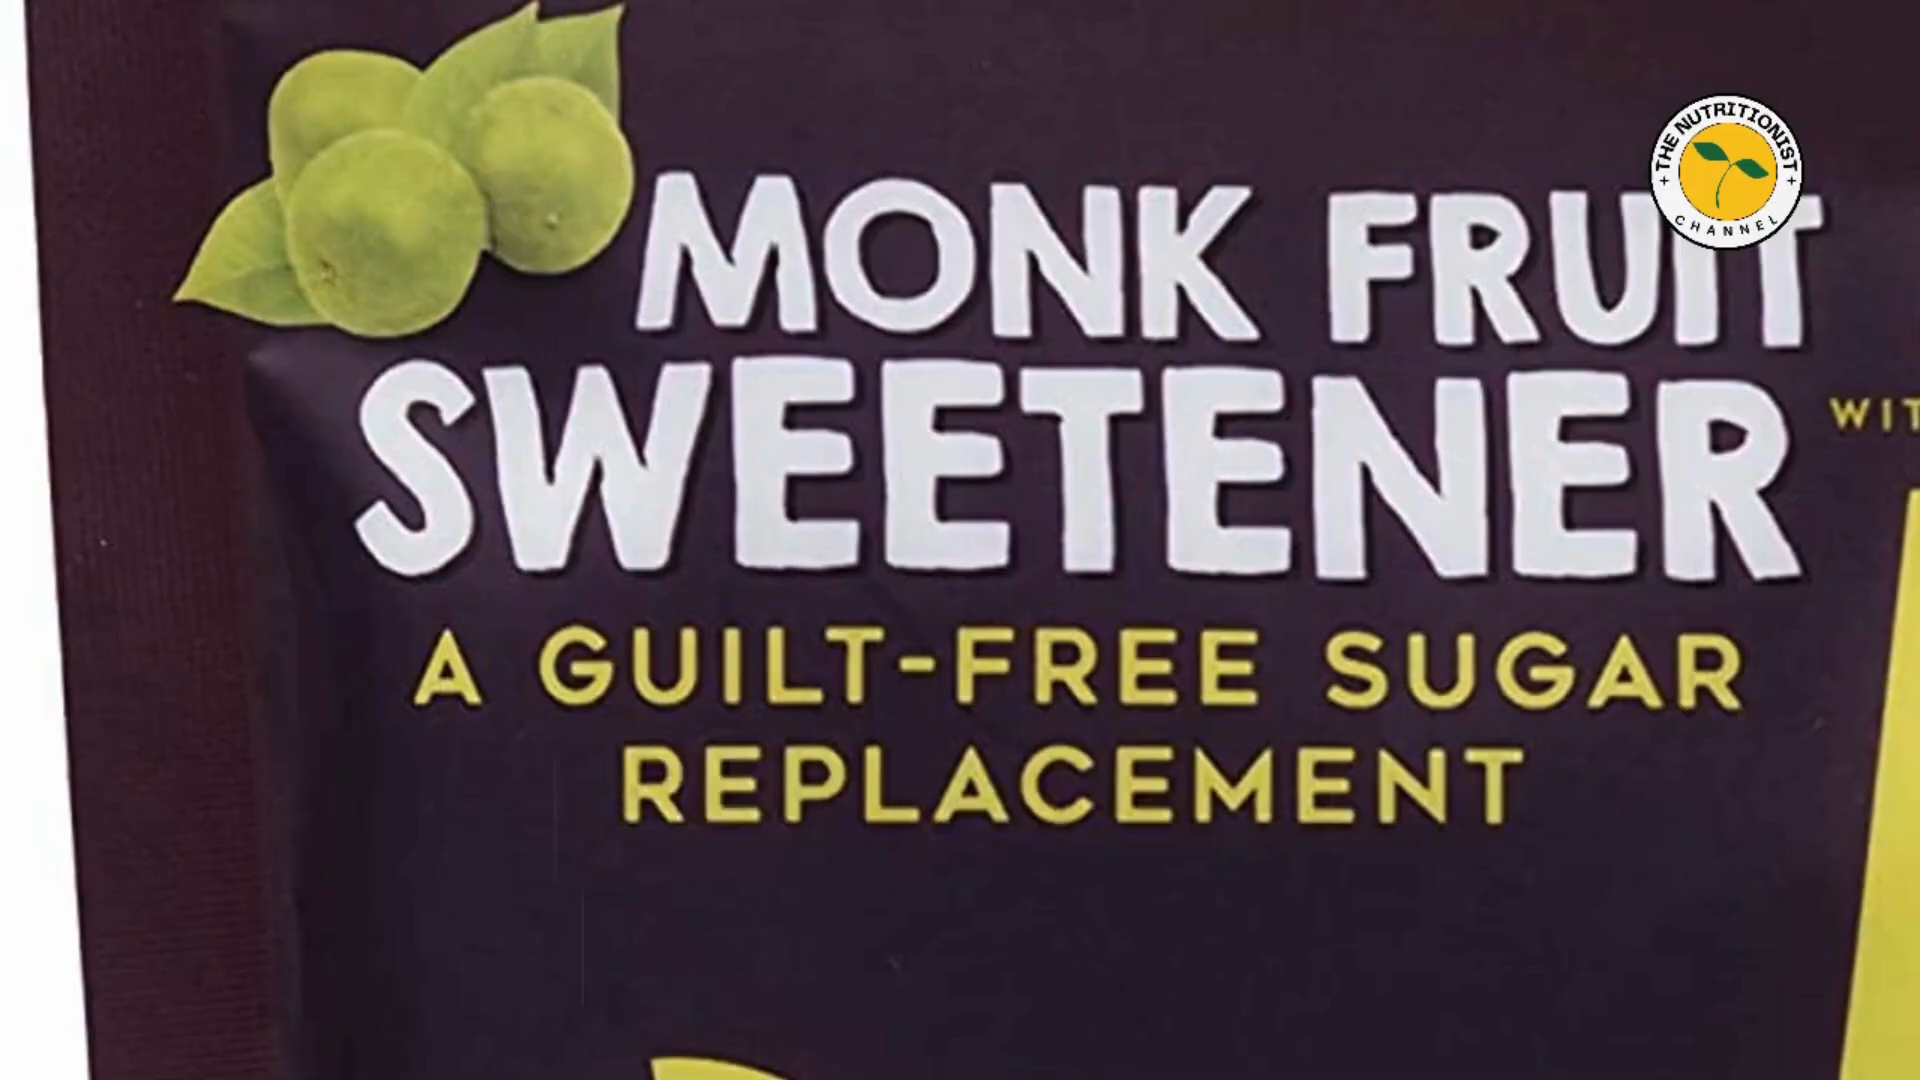 THE NUTRITIONIST
CHANNEL
MONK FRUIT
SWEETENER
A GUILT-FREE SUGAR
REPLACEMENT